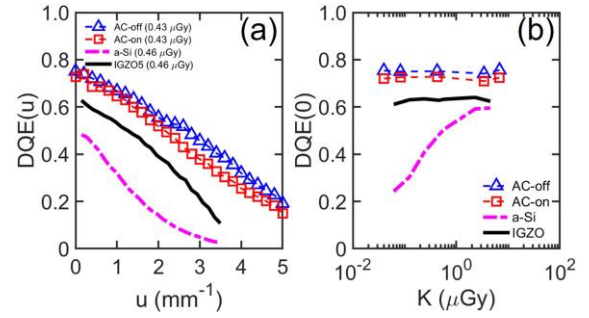 (a)
AC-off (0.43 μGy)
AC-on (0.43 μGy)
a-Si (0.46 μGy)
IGZO5 (0.46 μGy)
DQE(u)
1.0
0.8
0.6
0.4
0.2
0
0 1 2 3 4 5
u (mm⁻¹)
(b)
DQE(0)
1.0
0.8
0.6
0.4
0.2
0
AC-off
AC-on
a-Si
IGZO
10⁻² 10⁰ 10²
K (μGy)